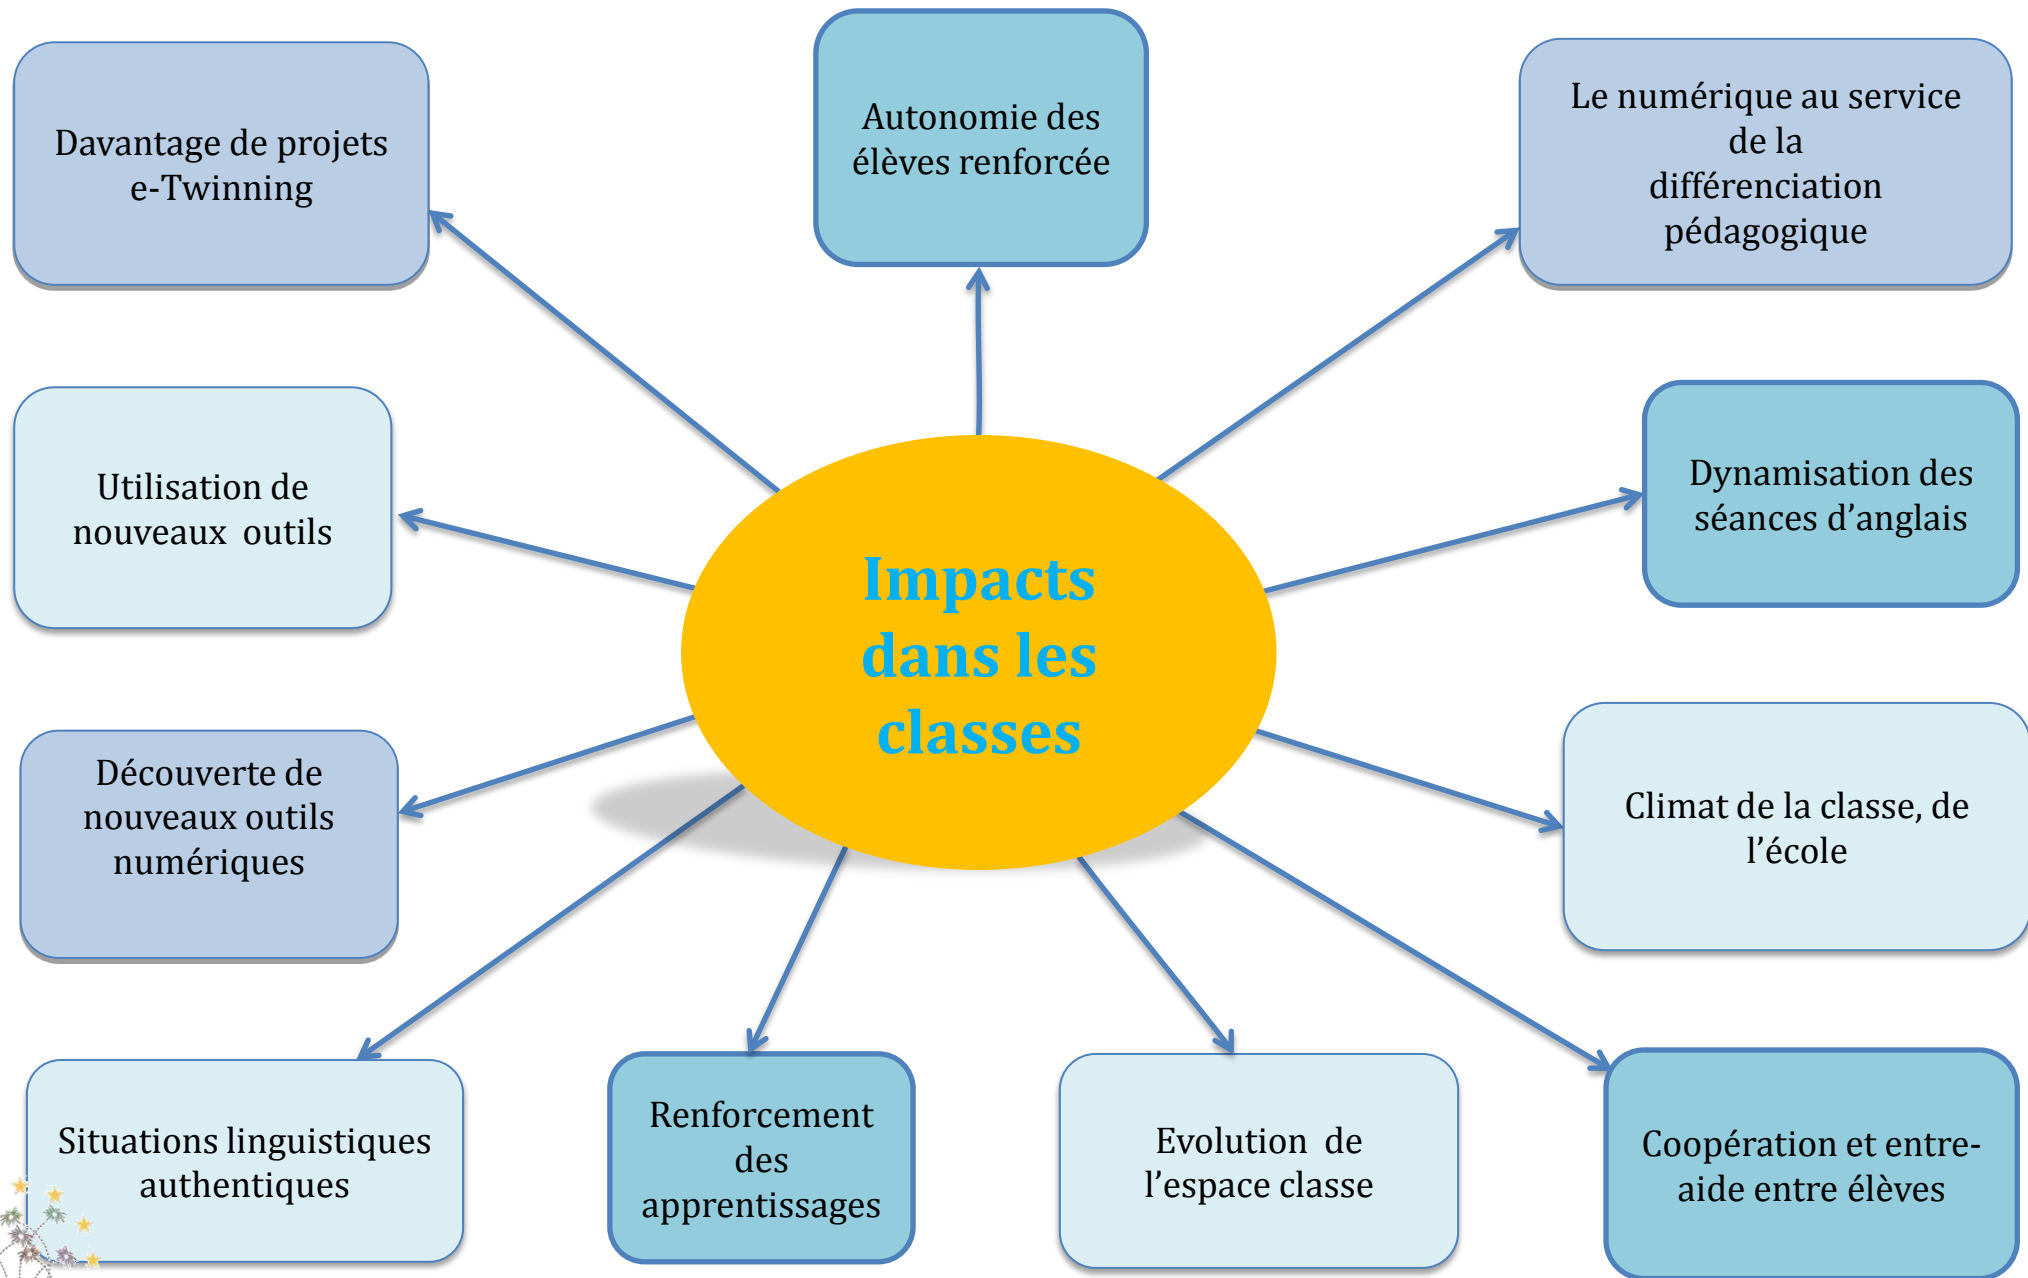 Davantage de projets
e-Twinning
Autonomie des
élèves renforcée
Le numérique au service
de la
différenciation
pédagogique
Utilisation de
nouveaux  outils
Dynamisation des
séances d’anglais
Impacts
dans les
classes
Découverte de
nouveaux outils
numériques
Climat de la classe, de
l’école
Situations linguistiques
authentiques
Renforcement
des
apprentissages
Evolution  de
l’espace classe
Coopération et entre-
aide entre élèves